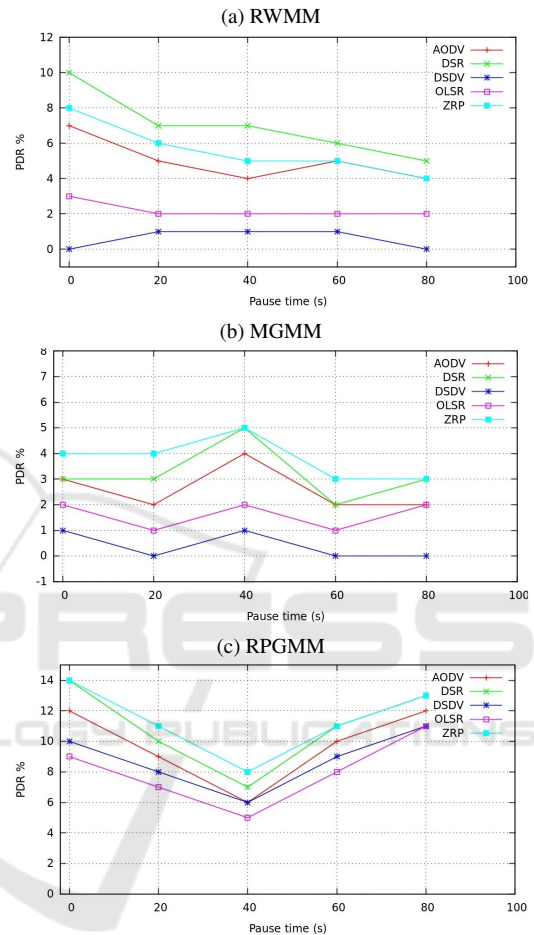 (a) RWMM
12
10
8
6
4
2
0
PDR %
AODV
DSR
DSDV
OLSR
ZRP
0 20 40 60 80 100
Pause time (s)
(b) MGMM
8
7
6
5
4
3
2
1
0
-1
PDR %
AODV
DSR
DSDV
OLSR
ZRP
0 20 40 60 80 100
Pause time (s)
(c) RPGMM
14
12
10
8
6
4
2
0
PDR %
AODV
DSR
DSDV
OLSR
ZRP
0 20 40 60 80 100
Pause time (s)
PRESS
LOGY PUBLICATIONS